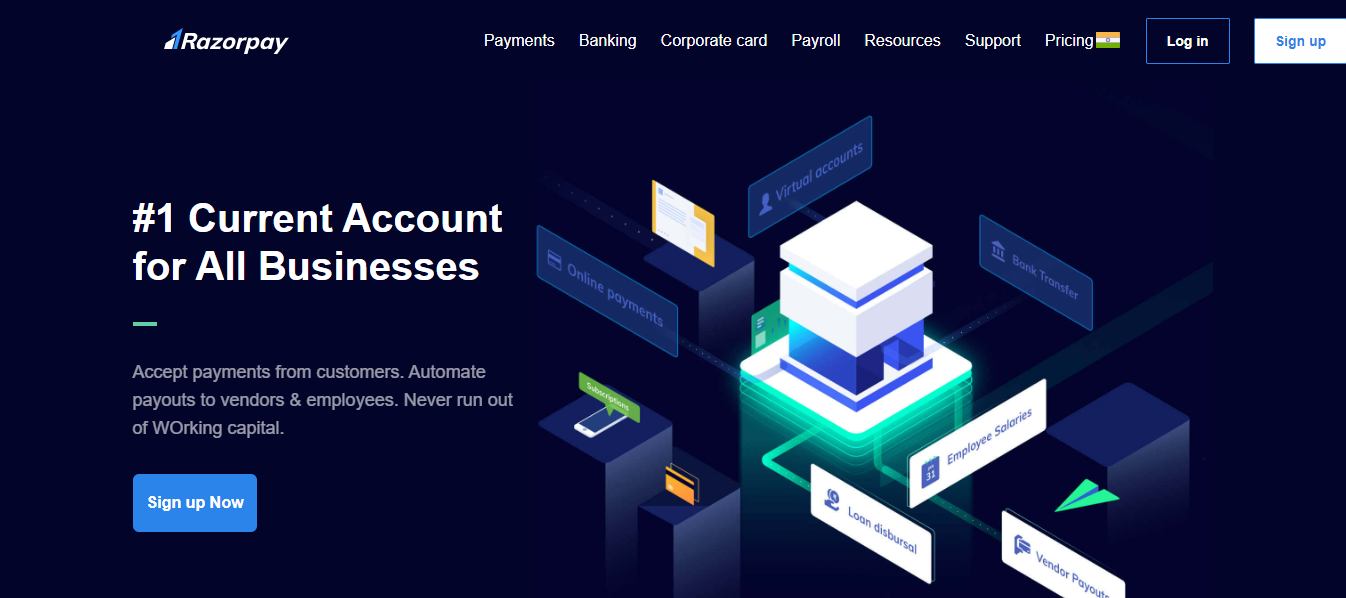 Razorpay
Payments Banking Corporate card Payroll Resources Support Pricing
Log in
Sign up
#1 Current Account
for All Businesses
Accept payments from customers. Automate
payouts to vendors & employees. Never run out
of WOrking capital.
Sign up Now
Virtual accounts
Online payments
Bank Transfer
Subscriptions
Employee Salaries
31
Loan disbursal
Vendor Payouts